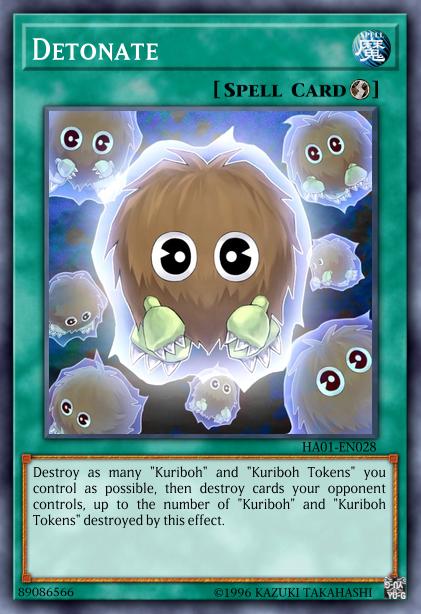 Detonate
SPELL
魔
[ Spell Card ]
HA01-EN028
Destroy as many "Kuriboh" and "Kuriboh Tokens" you
control as possible, then destroy cards your opponent
controls, up to the number of "Kuriboh" and "Kuriboh
Tokens" destroyed by this effect.
89086566
©1996 KAZUKI TAKAHASHI